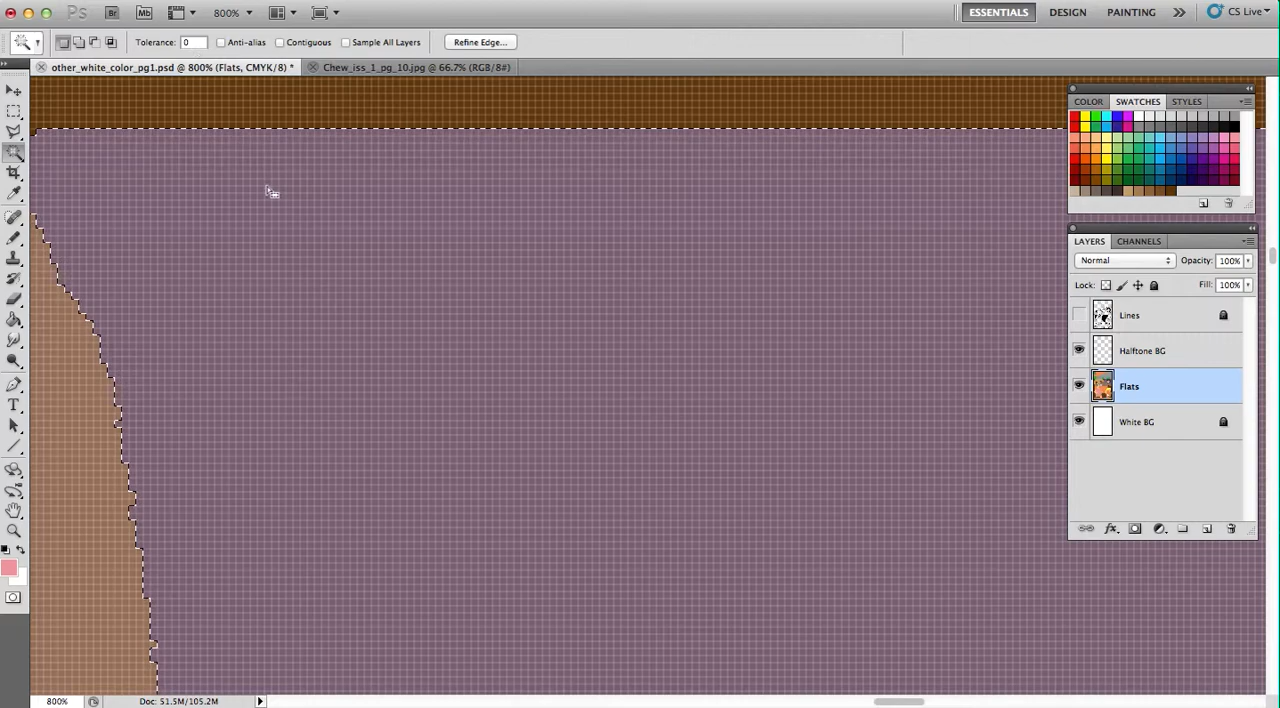 Ps Br Mb 800% ESSENTIALS DESIGN PAINTING CS Live
Tolerance: 0 Anti-alias Contiguous Sample All Layers Refine Edge...
other_white_color_pg1.psd @ 800% (Flats, CMYK/8) * Chew_iss_1_pg_10.jpg @ 66.7% (RGB/8#)
COLOR SWATCHES STYLES
LAYERS CHANNELS
Normal Opacity: 100%
Lock: Fill: 100%
Lines
Halftone BG
Flats
White BG
T
800% Doc: 51.5M/105.2M